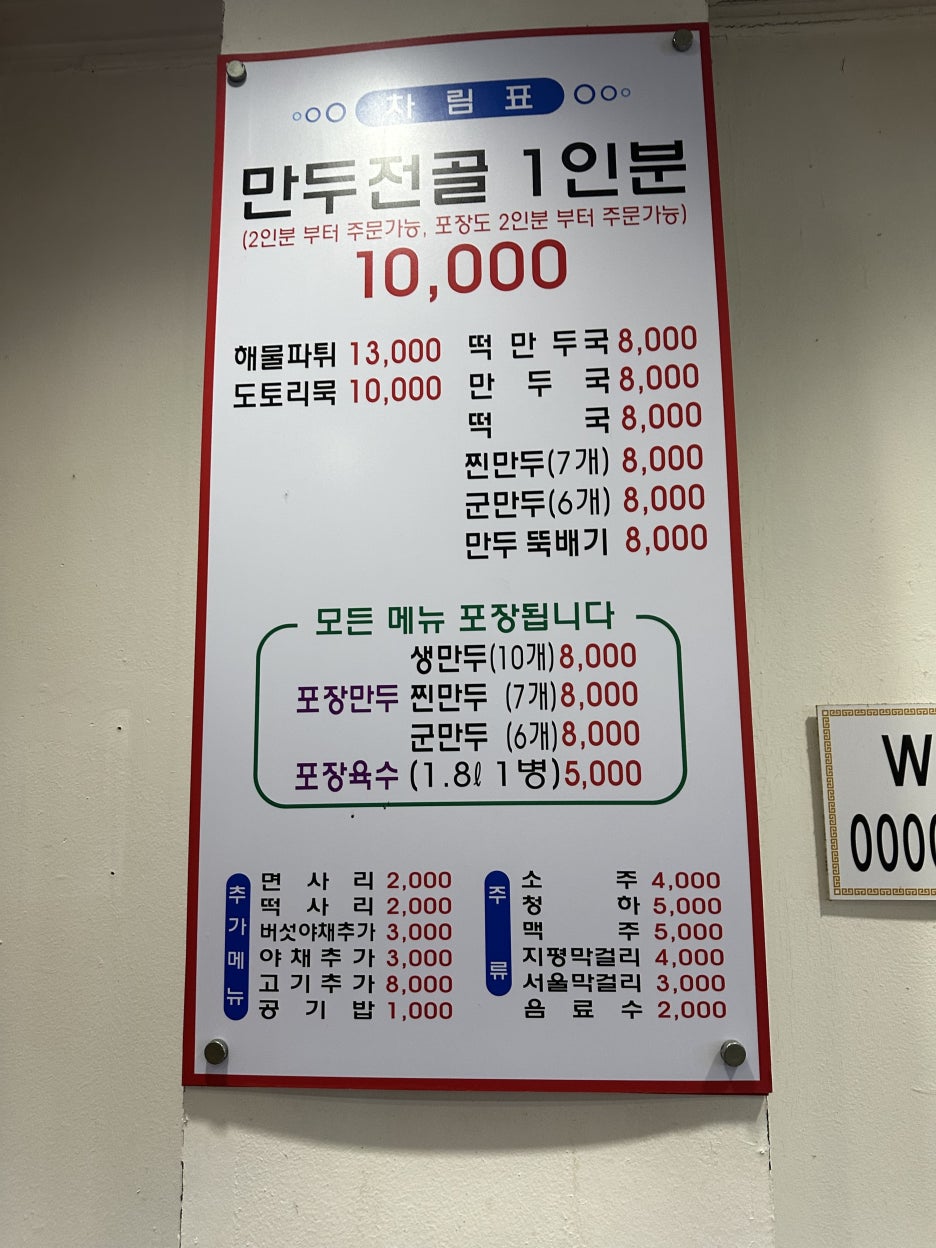 차 림 표
만두전골 1인분
(2인분 부터 주문가능, 포장도 2인분 부터 주문가능)
10,000
해물파튀 13,000
도토리묵 10,000
떡 만 두 국 8,000
만 두 국 8,000
떡 국 8,000
찐만두(7개) 8,000
군만두(6개) 8,000
만두 뚝배기 8,000
모든 메뉴 포장됩니다
생만두(10개) 8,000
포장만두 찐만두 (7개) 8,000
군만두 (6개) 8,000
포장육수 (1.8ℓ 1병) 5,000
추가메뉴
면 사 리 2,000
떡 사 리 2,000
버섯야채추가 3,000
야 채 추 가 3,000
고 기 추 가 8,000
공 기 밥 1,000
주 류
소 주 4,000
청 하 5,000
맥 주 5,000
지평막걸리 4,000
서울막걸리 3,000
음 료 수 2,000
W
0000